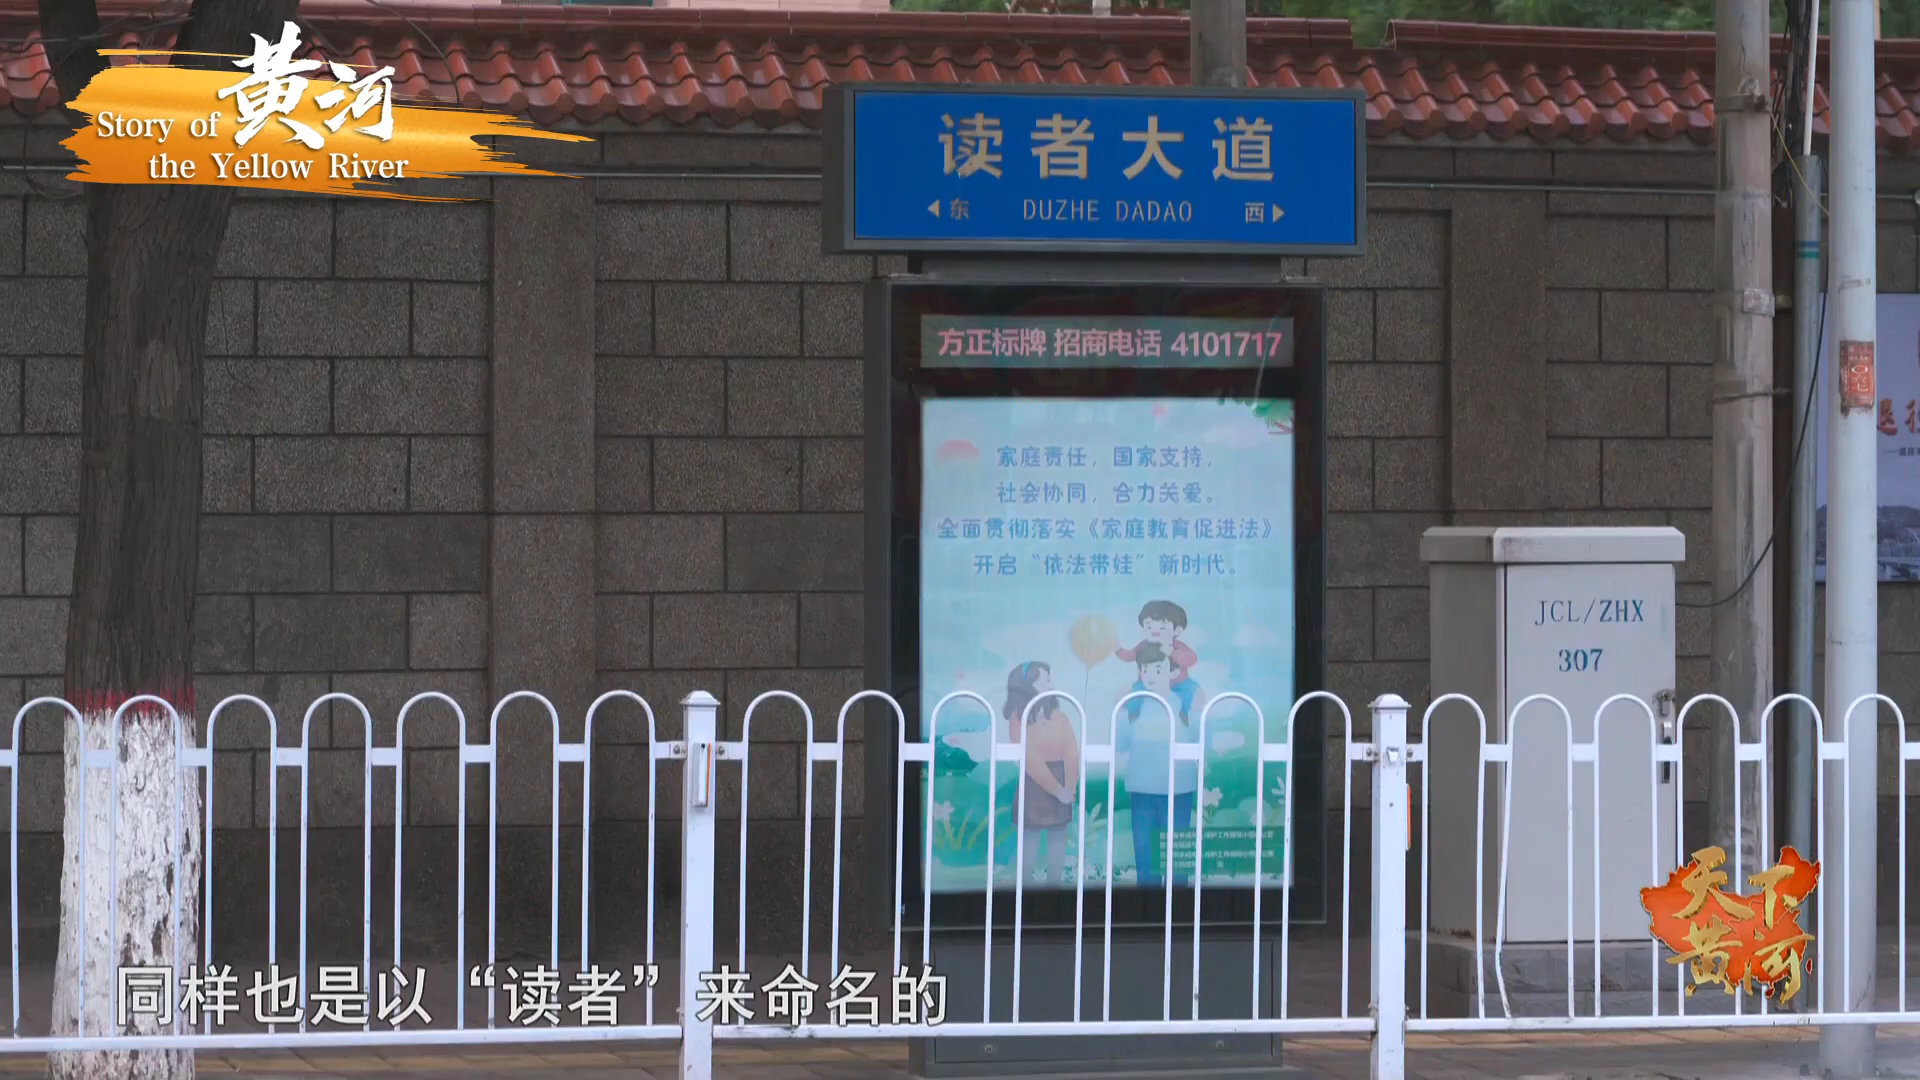 黄河
Story of
the Yellow River
读者大道
东 DUZHE DADAO 西
方正标牌 招商电话 4101717
家庭责任，国家支持，
社会协同，合力关爱。
全面贯彻落实《家庭教育促进法》
开启“依法带娃”新时代。
JCL/ZHX
307
天下
黄河
同样也是以“读者”来命名的